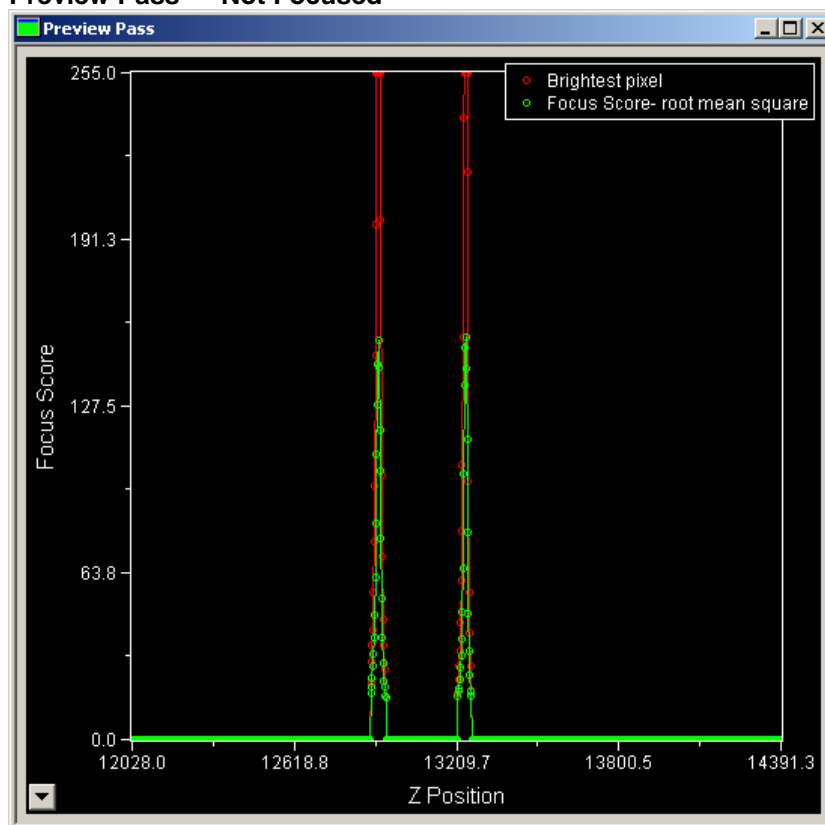 Preview Pass — Not Focused
Preview Pass
Brightest pixel
Focus Score- root mean square
255.0
191.3
127.5
63.8
0.0
Focus Score
12028.0 12618.8 13209.7 13800.5 14391.3
Z Position